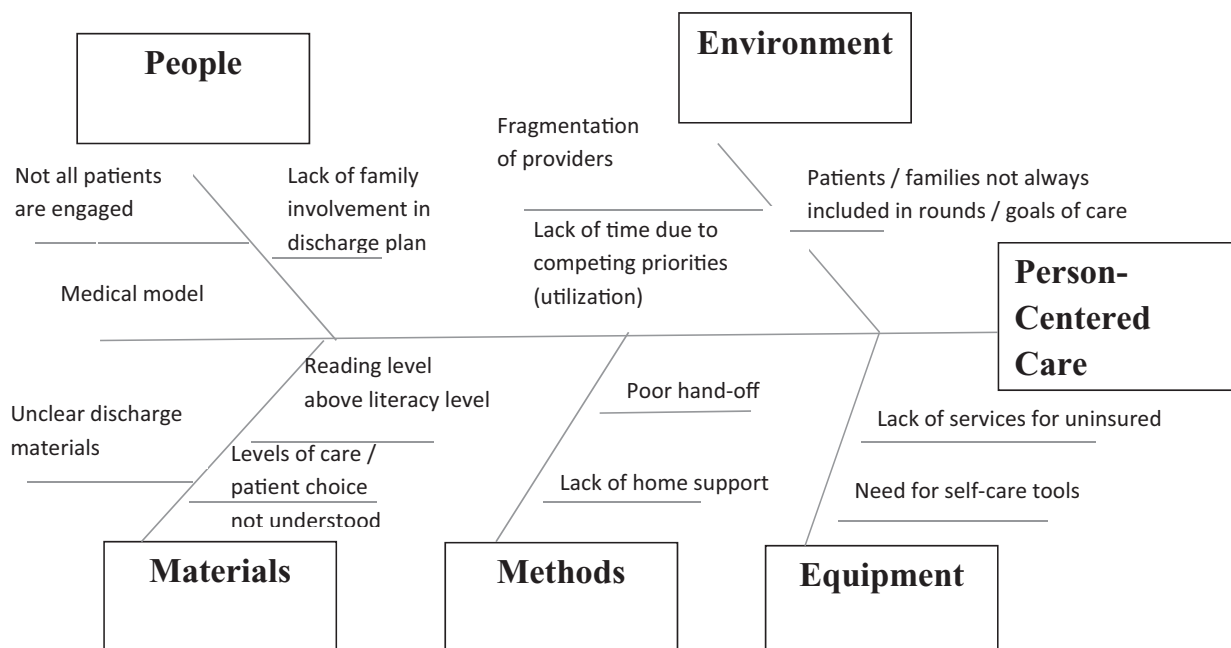 People
Environment
Fragmentation
of providers
Not all patients
are engaged
Lack of family
involvement in
discharge plan
Patients / families not always
included in rounds / goals of care
Lack of time due to
competing priorities
(utilization)
Medical model
Person-
Centered
Care
Reading level
above literacy level
Unclear discharge
materials
Levels of care /
patient choice
not understood
Poor hand-off
Lack of home support
Lack of services for uninsured
Need for self-care tools
Materials
Methods
Equipment